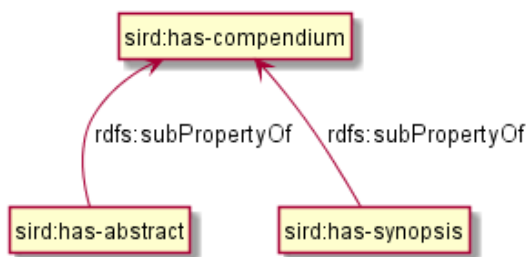 sird:has-compendium
rdfs:subPropertyOf
rdfs:subPropertyOf
sird:has-abstract
sird:has-synopsis